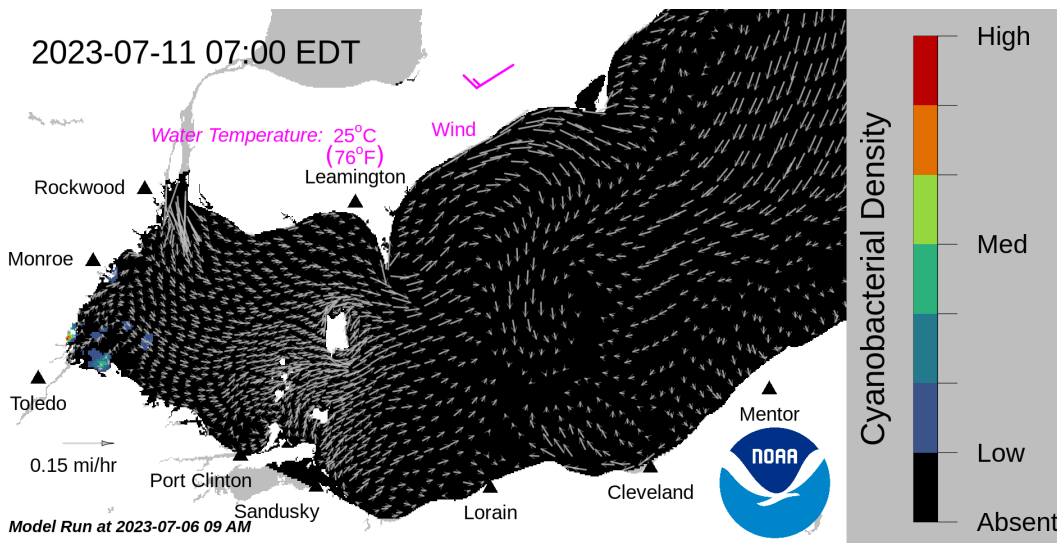 2023-07-11 07:00 EDT
High
Water Temperature: 25°C
(76°F)
Wind
Leamington
Rockwood
Monroe
Med
Cyanobacterial Density
Toledo
Mentor
0.15 mi/hr
NOAA
Low
Port Clinton
Cleveland
Sandusky
Lorain
Model Run at 2023-07-06 09 AM
Absent